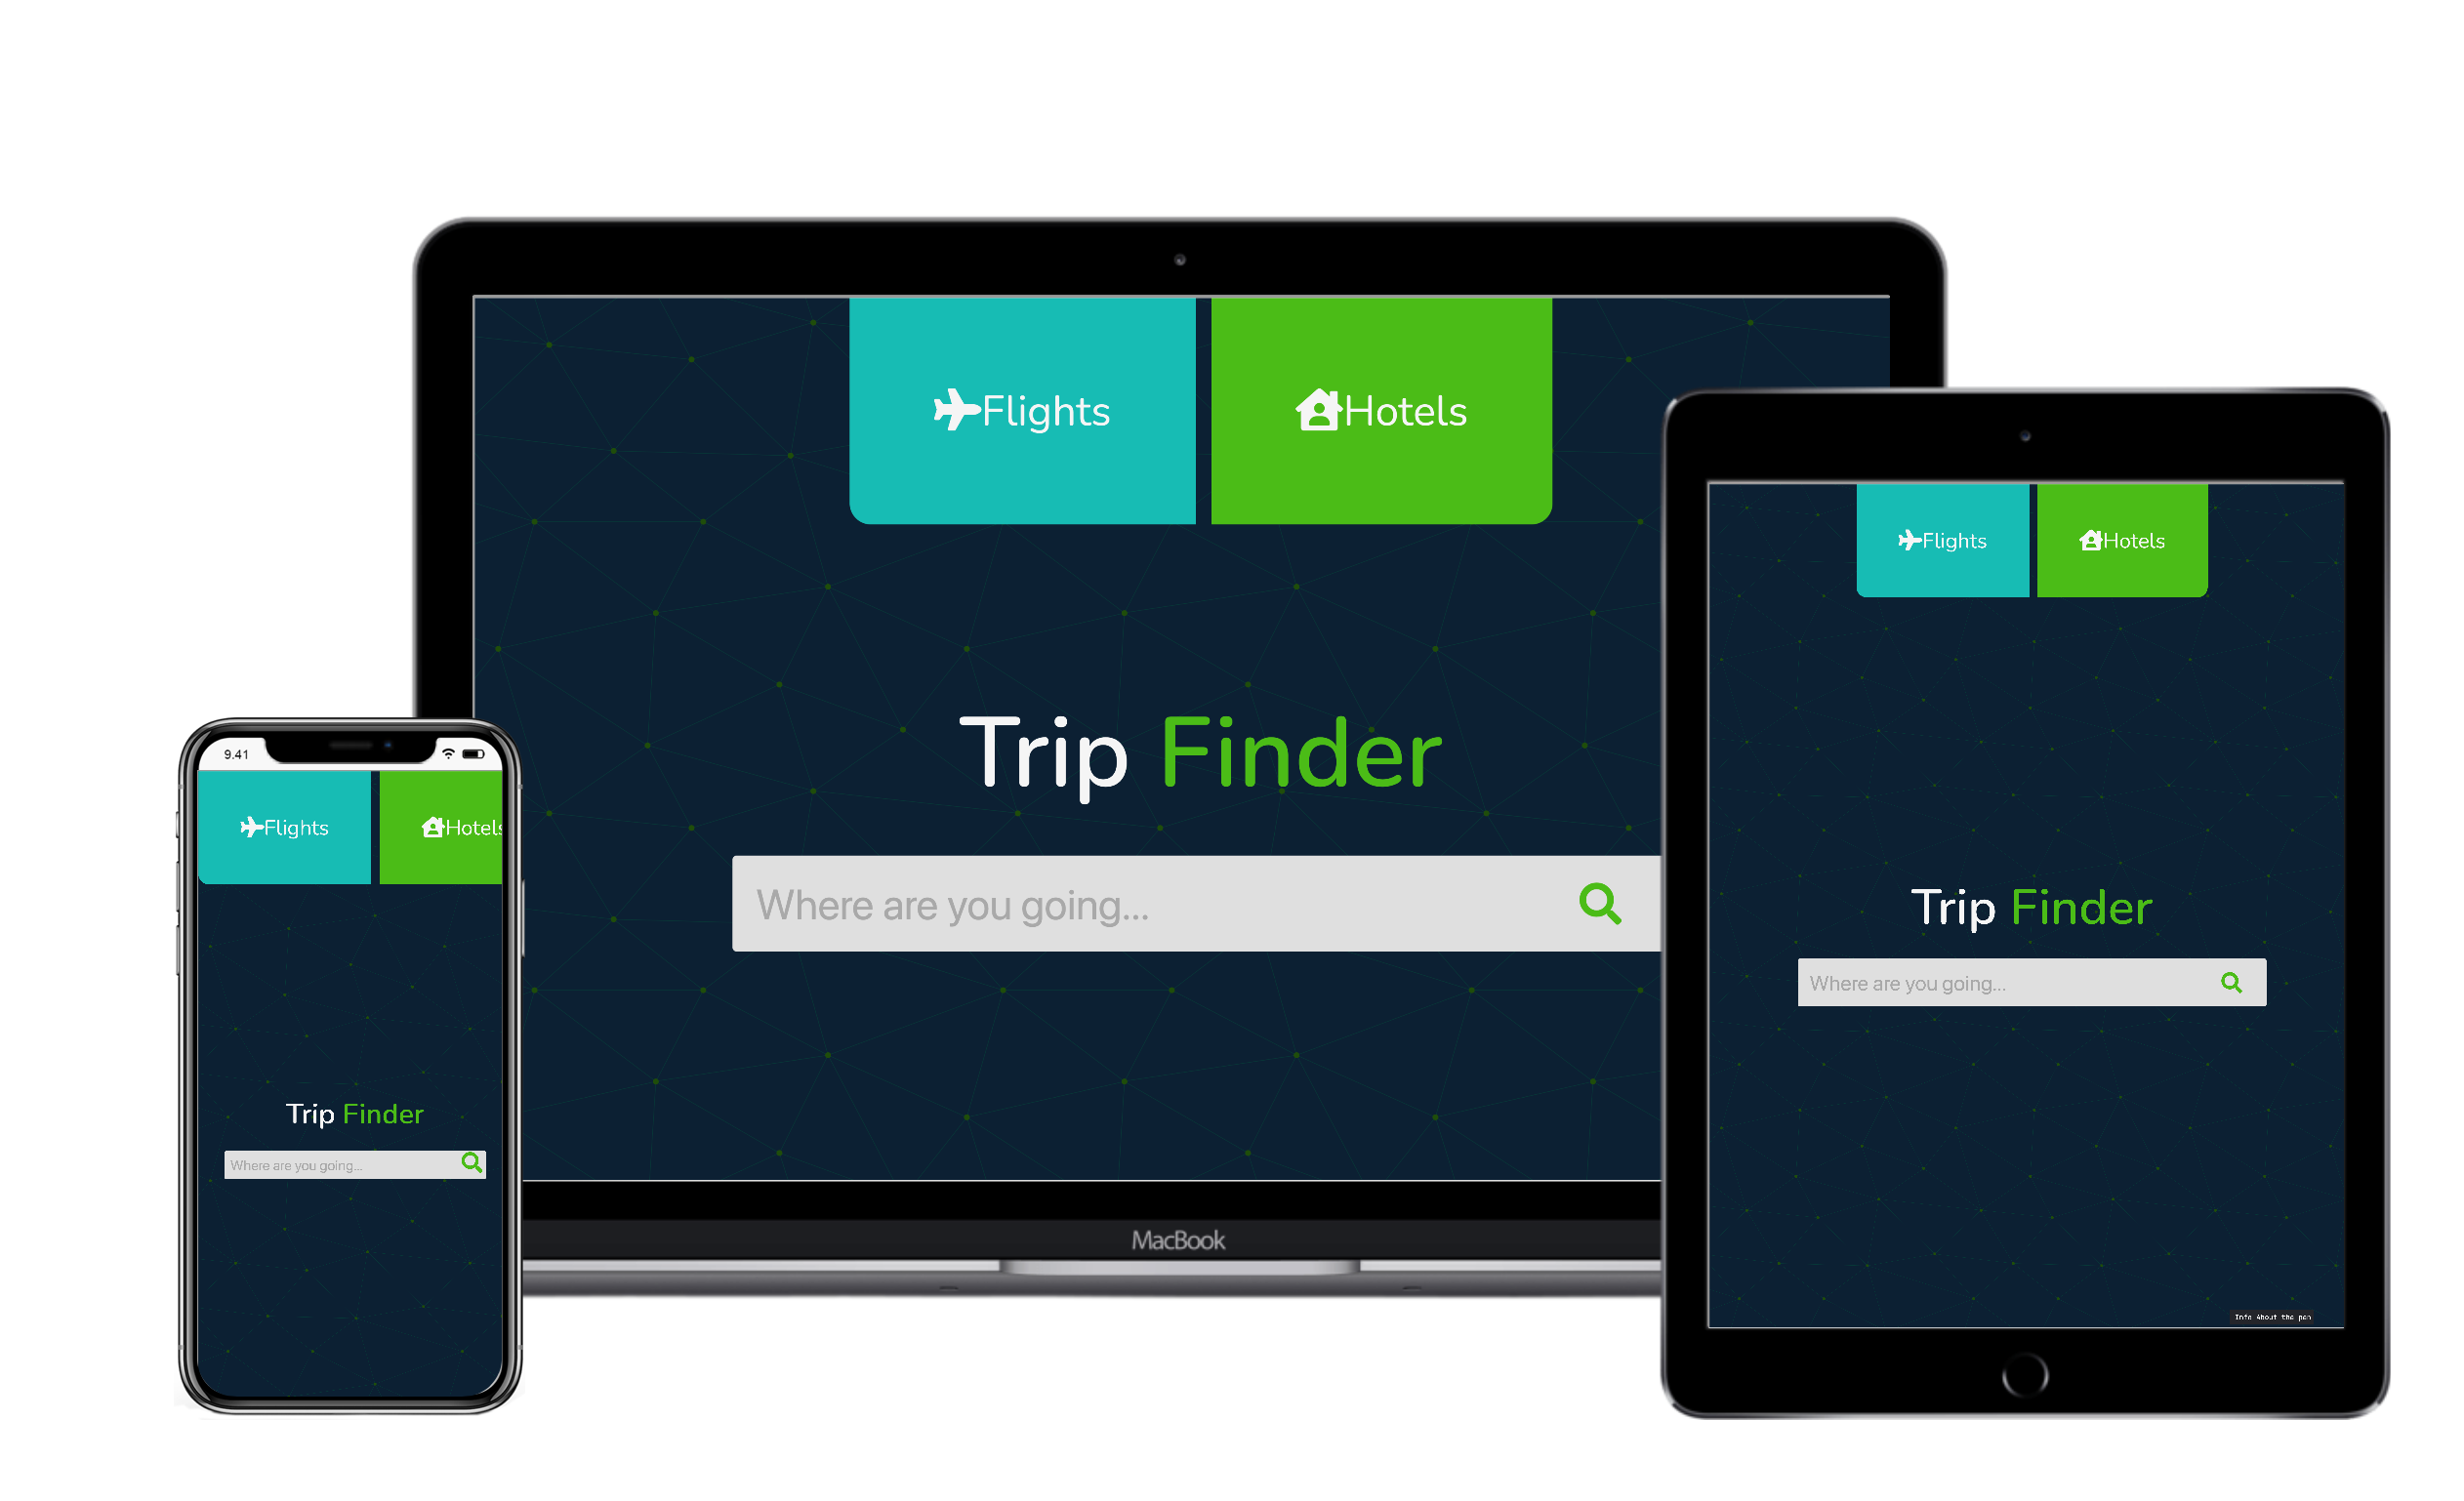 Flights
Hotels
Trip Finder
Where are you going...
MacBook
9.41
Flights
Hotels
Trip Finder
Where are you going...
Flights
Hotels
Trip Finder
Where are you going...
Info About the pen